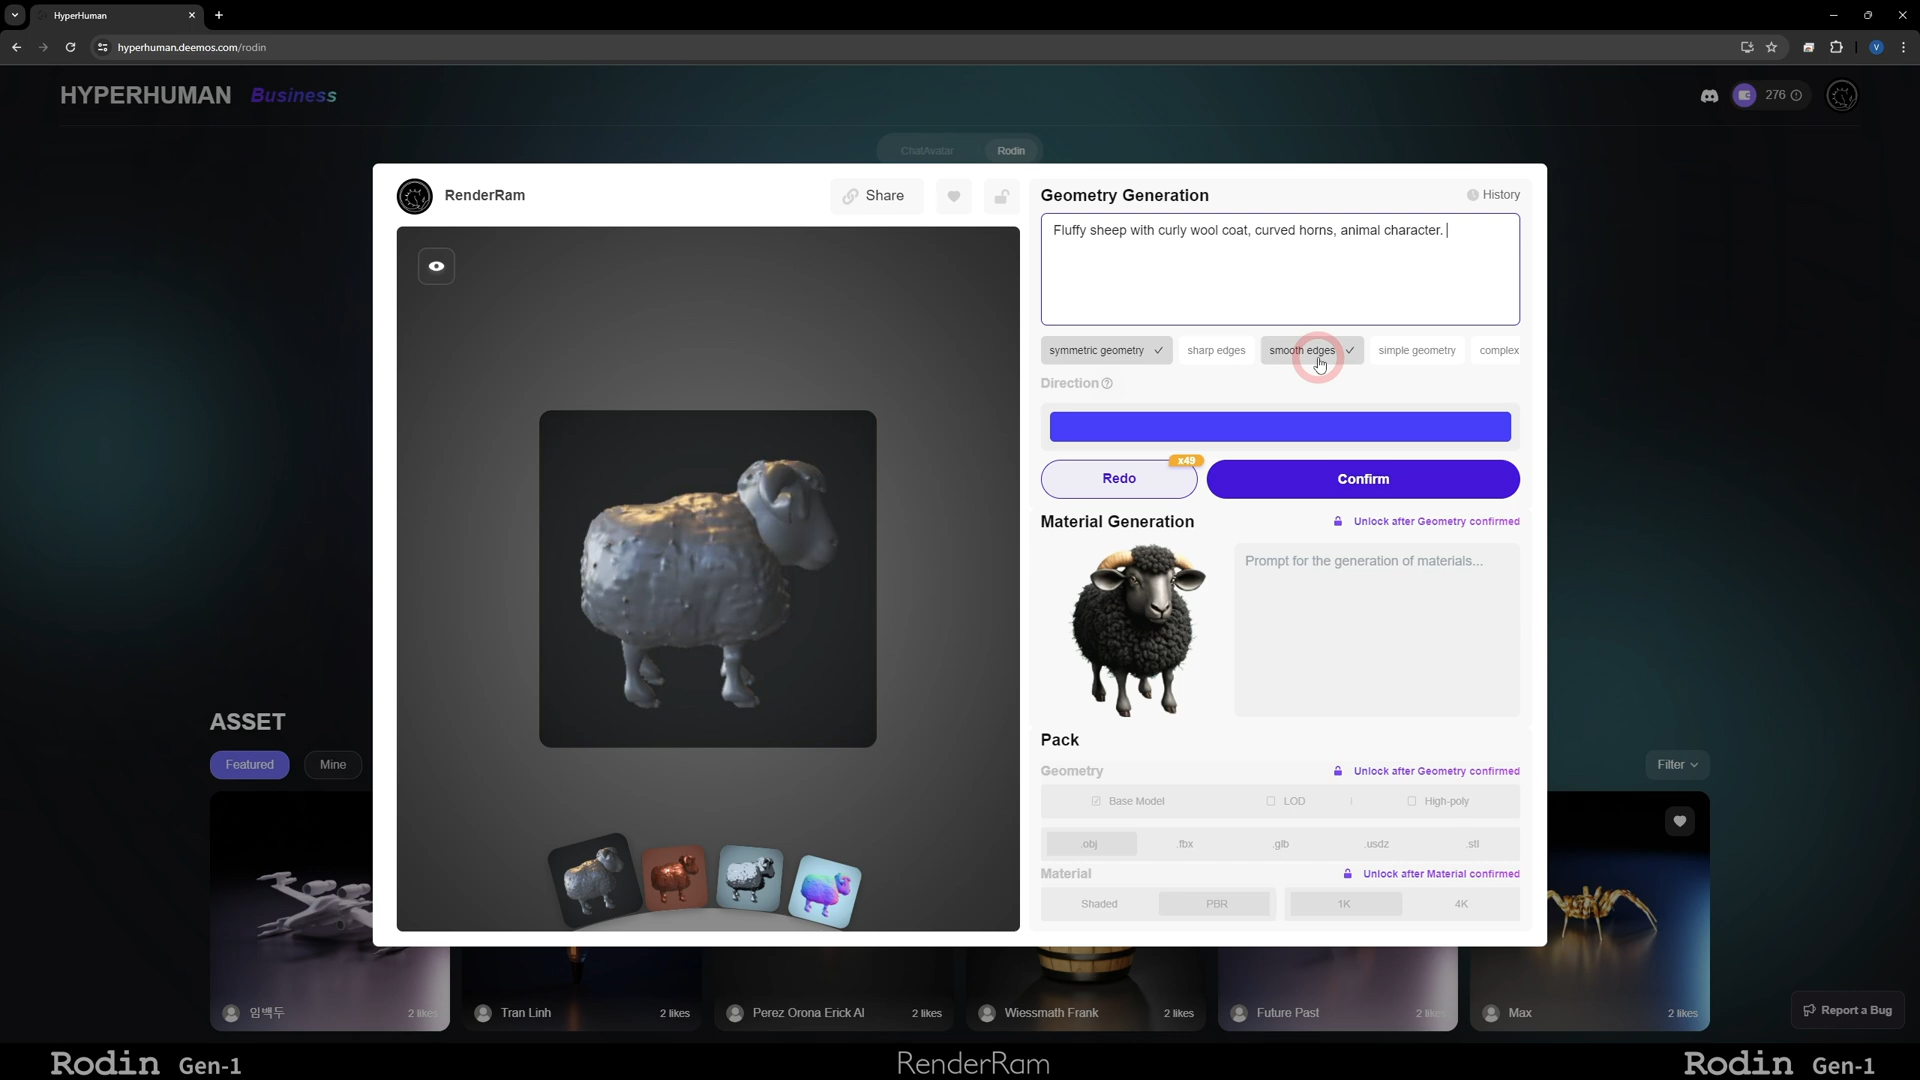 HyperHuman
hyperhuman.deemos.com/rodin
V
HYPERHUMAN Business
276
ChatAvatar
Rodin
RenderRam
Share
Geometry Generation
History
Fluffy sheep with curly wool coat, curved horns, animal character.
symmetric geometry
sharp edges
smooth edges
simple geometry
complex
Direction
x49
Redo
Confirm
Material Generation
Unlock after Geometry confirmed
Prompt for the generation of materials...
Pack
Geometry
Unlock after Geometry confirmed
Base Model
LOD
High-poly
.obj
.fbx
.glb
.usdz
.stl
Material
Unlock after Material confirmed
Shaded
PBR
1K
4K
ASSET
Featured
Mine
Filter
임백두
2 likes
Tran Linh
2 likes
Perez Orona Erick Al
2 likes
Wiessmath Frank
2 likes
Future Past
2 likes
Max
2 likes
Report a Bug
Rodin Gen-1
RenderRam
Rodin Gen-1